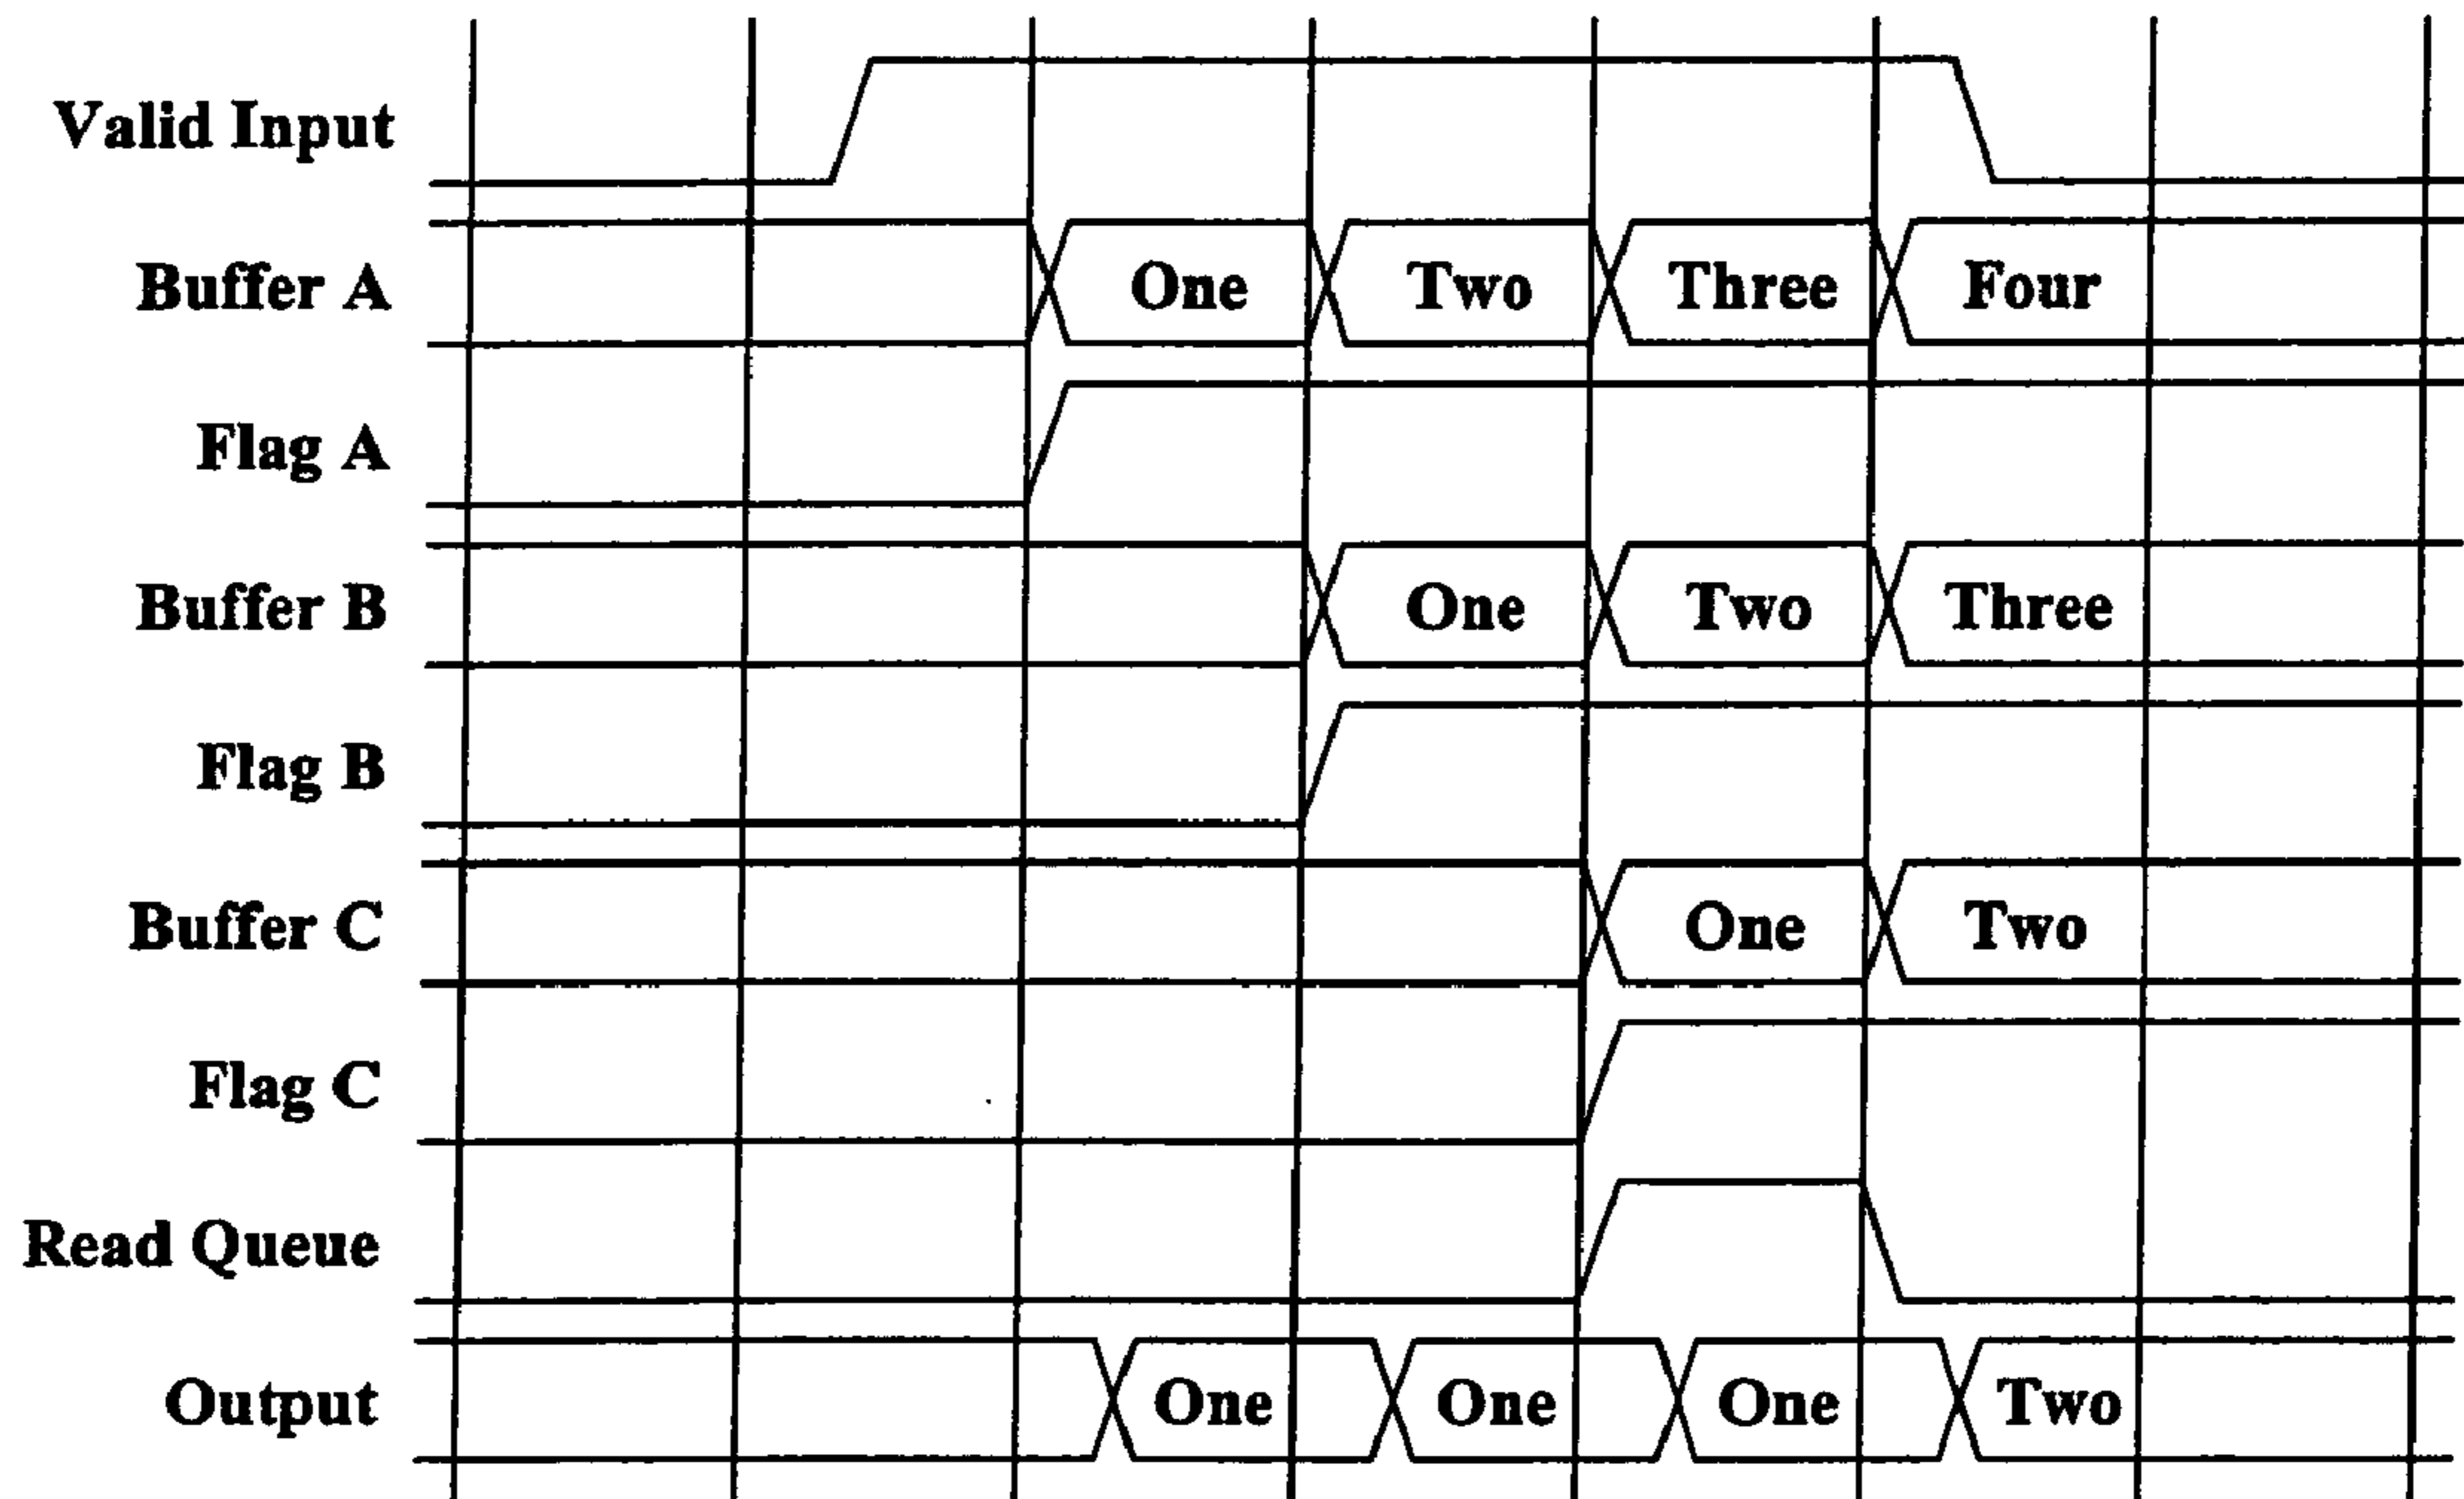 Valid Input
Buffer A One Two Three Four
Flag A
Buffer B One Two Three
Flag B
Buffer C One Two
Flag C
Read Queue
Output One One One Two